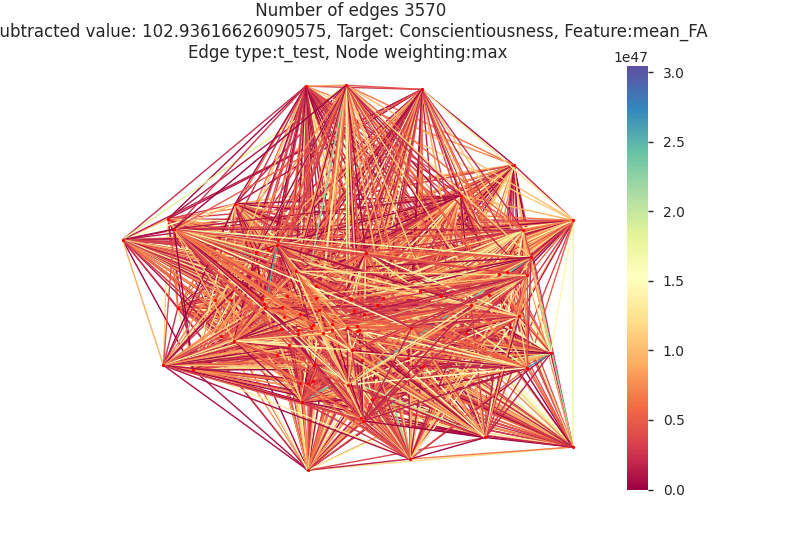 Number of edges 3570
ubtracted value: 102.93616626090575, Target: Conscientiousness, Feature:mean_FA
Edge type:t_test, Node weighting:max
1e47
3.0
2.5
2.0
1.5
1.0
0.5
0.0